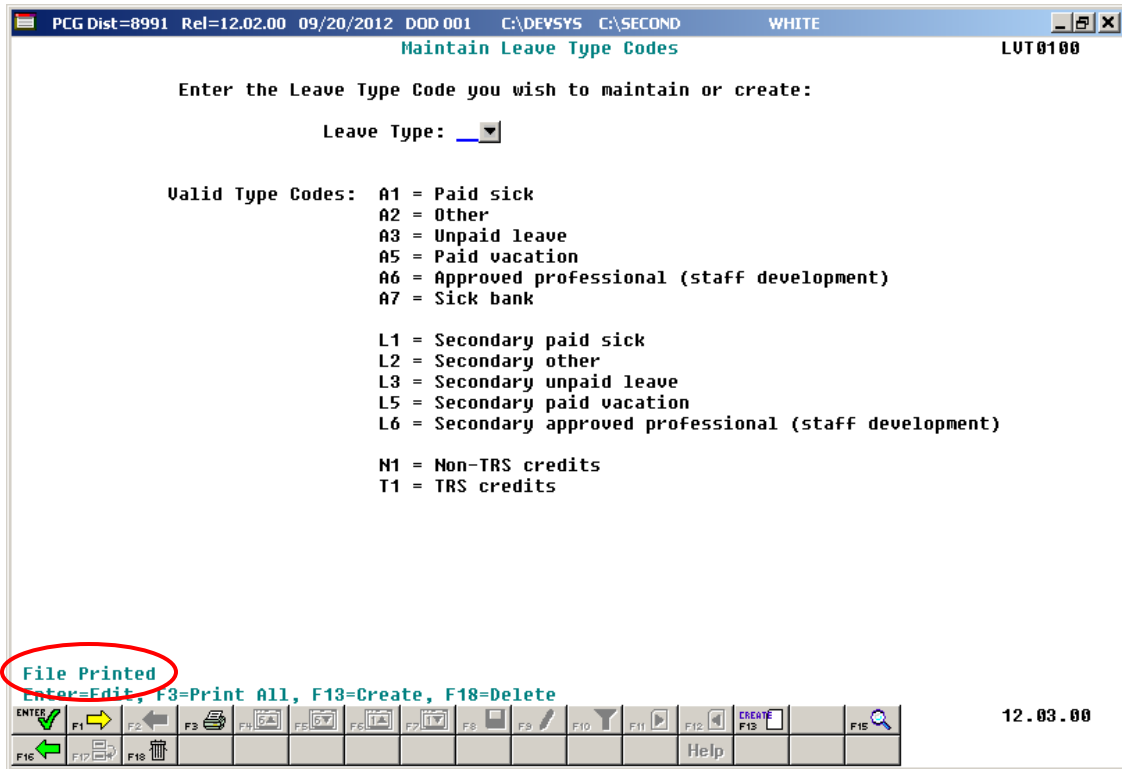 PCG Dist=8991 Rel=12.02.00 09/20/2012 DOD 001 C:\DEVSYS C:\SECOND WHITE
Maintain Leave Type Codes LVT0100
Enter the Leave Type Code you wish to maintain or create:
Leave Type: __
Valid Type Codes: A1 = Paid sick
A2 = Other
A3 = Unpaid leave
A5 = Paid vacation
A6 = Approved professional (staff development)
A7 = Sick bank
L1 = Secondary paid sick
L2 = Secondary other
L3 = Secondary unpaid leave
L5 = Secondary paid vacation
L6 = Secondary approved professional (staff development)
N1 = Non-TRS credits
T1 = TRS credits
File Printed
Enter=Edit, F3=Print All, F13=Create, F18=Delete
ENTER F1 F2 F3 F4 F5 F6 F7 F8 F9 F10 F11 F12 CREATE F13 F15 12.03.00
F16 F17 F18 Help